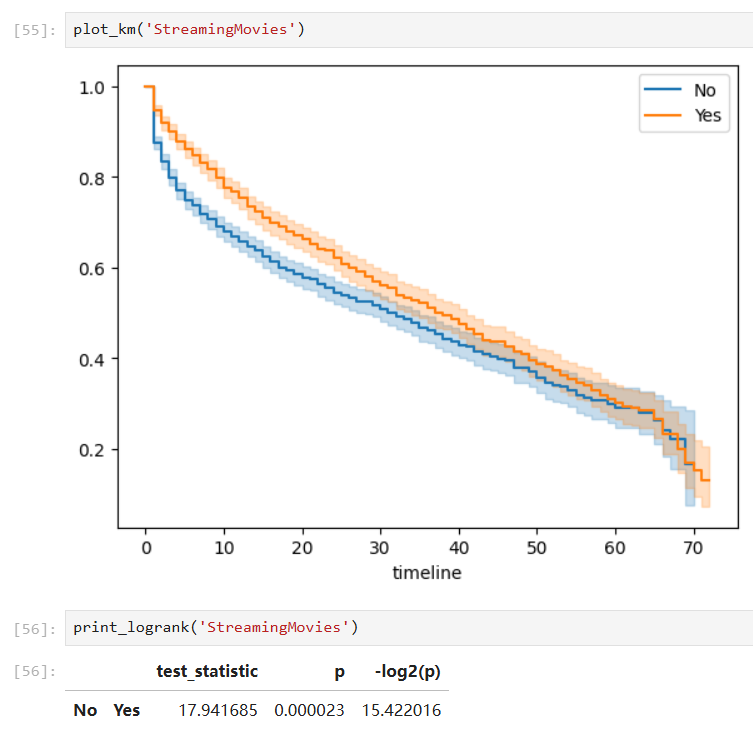 [55]: plot_km('StreamingMovies')
No
Yes
1.0
0.8
0.6
0.4
0.2
0 10 20 30 40 50 60 70
timeline
[56]: print_logrank('StreamingMovies')
[56]: test_statistic p -log2(p)
No Yes 17.941685 0.000023 15.422016